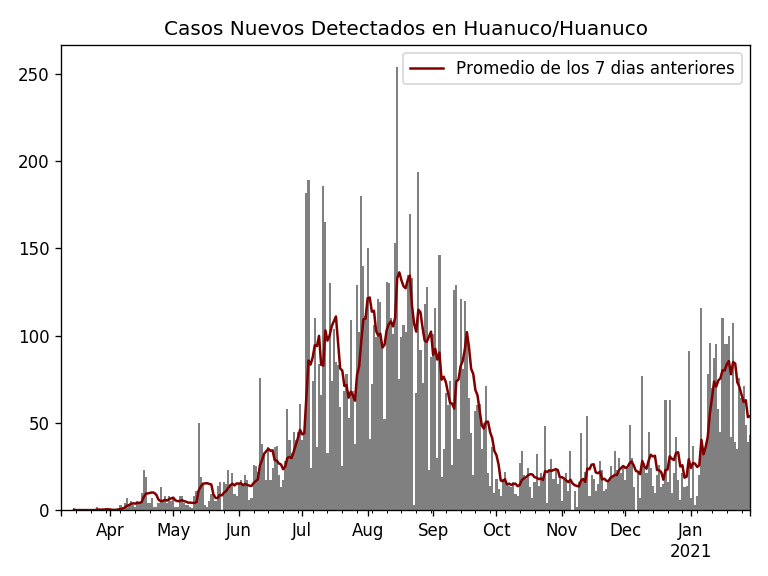 Casos Nuevos Detectados en Huanuco/Huanuco
Promedio de los 7 dias anteriores
250
200
150
100
50
0
Apr May Jun Jul Aug Sep Oct Nov Dec Jan
2021